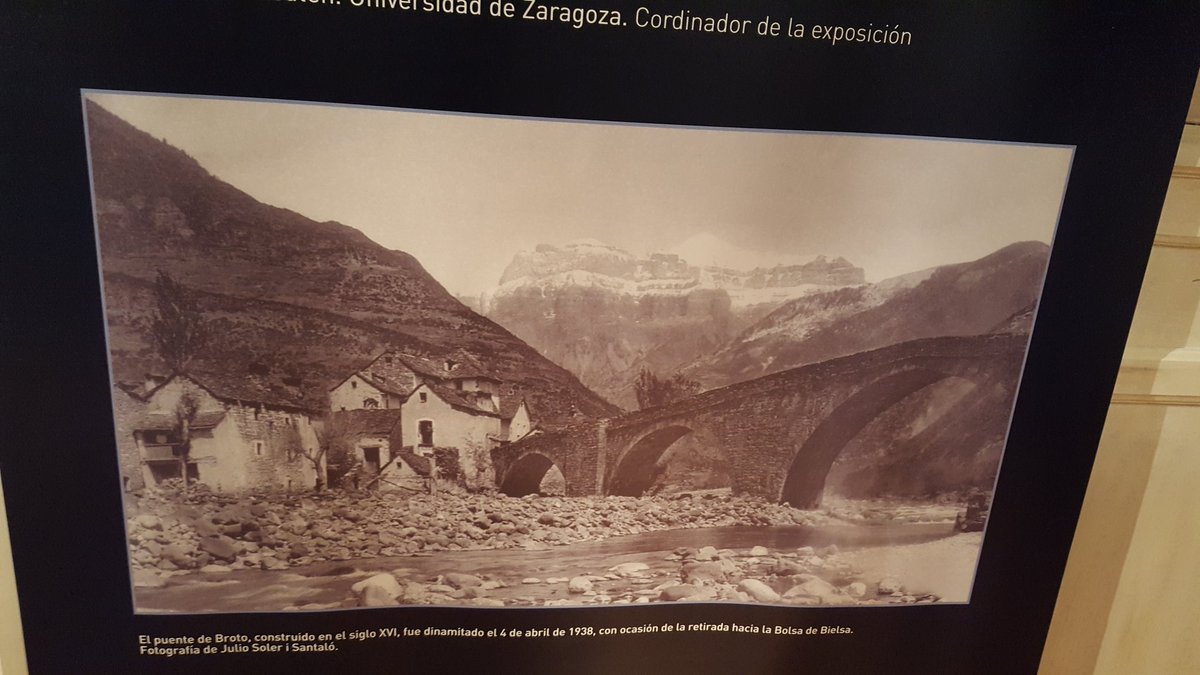 Universidad de Zaragoza. Cordinador de la exposición
El puente de Broto, construido en el siglo XVI, fue dinamitado el 4 de abril de 1938, con ocasión de la retirada hacia la Bolsa de Bielsa.
Fotografía de Julio Soler i Santaló.